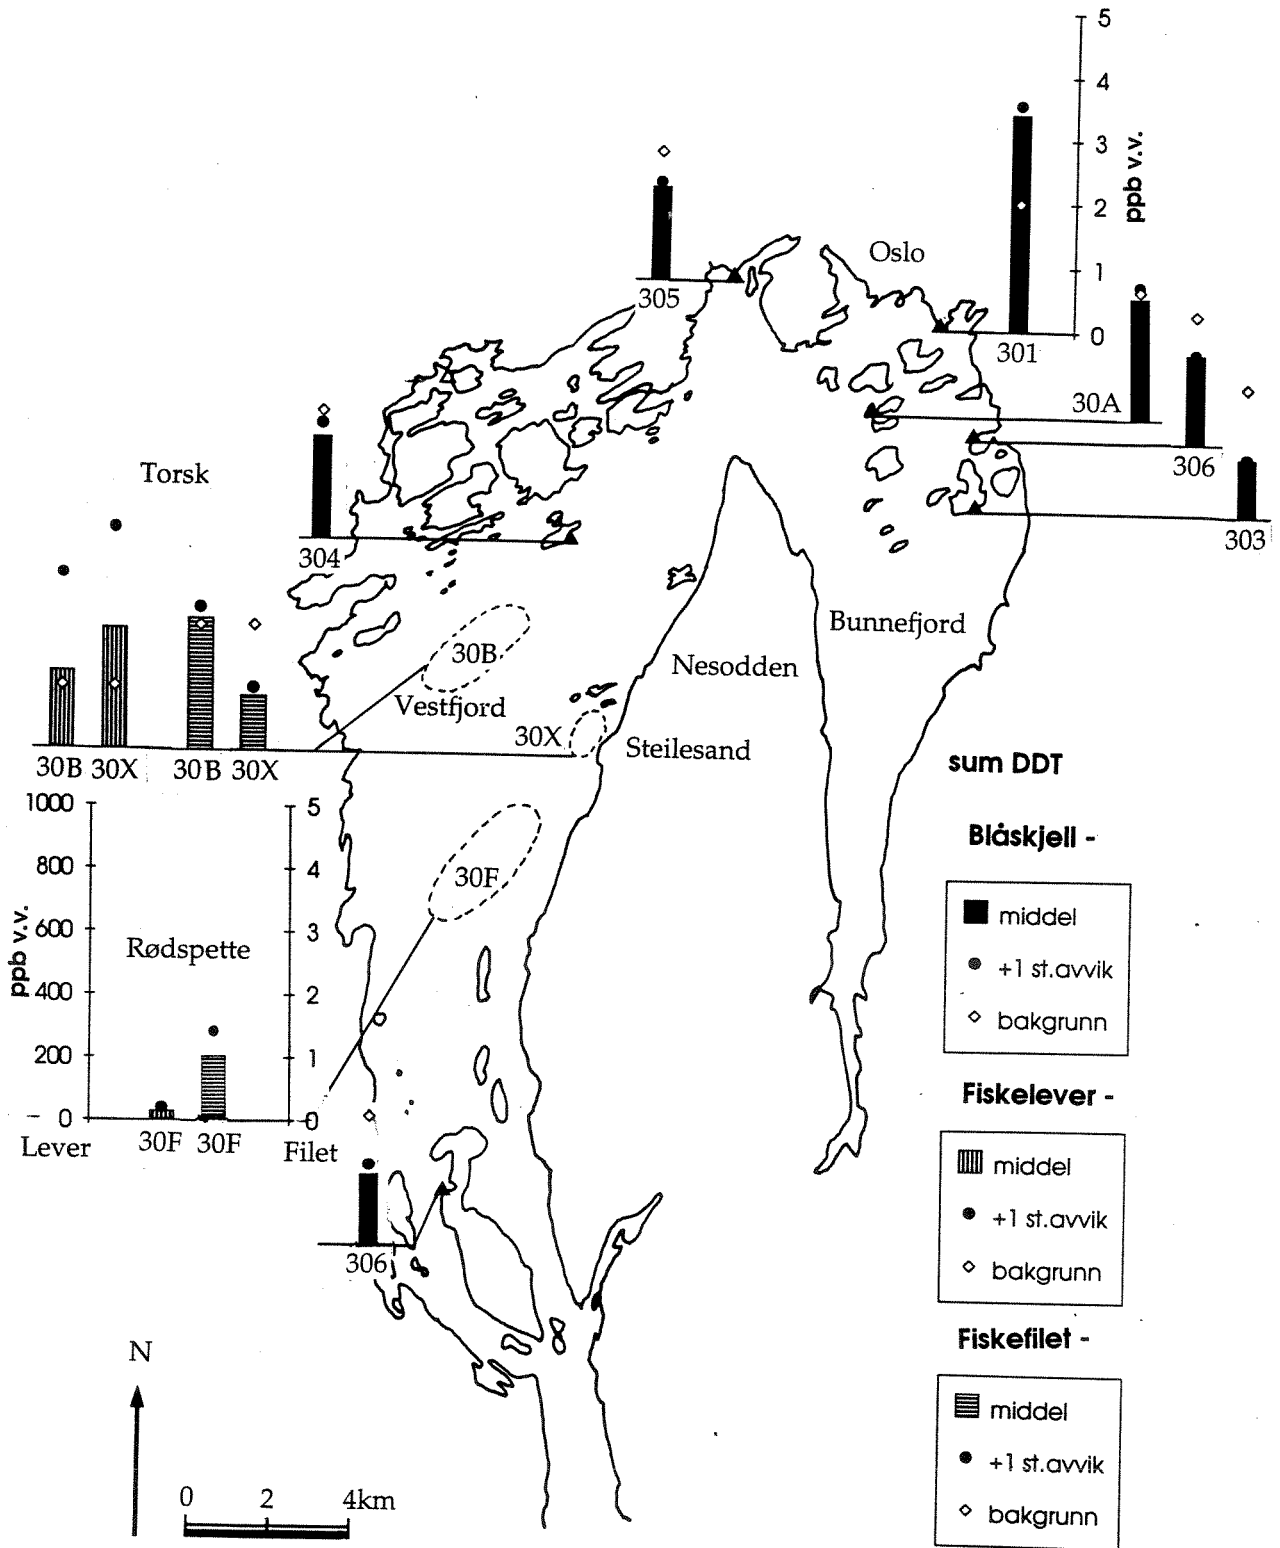 5
4
3
2
1
0
ppb v.v.
Oslo
305
301
30A
306
303
Torsk
304
Bunnefjord
30B
Nesodden
Vestfjord
30X
Steilesand
30B 30X 30B 30X
sum DDT
1000
800
600
400
200
0
ppb v.v.
5
4
3
2
1
0
Rødspette
30F
Lever 30F 30F Filet
306
Blåskjell -
middel
+1 st.avvik
bakgrunn
Fiskelever -
middel
+1 st.avvik
bakgrunn
Fiskefilet -
middel
+1 st.avvik
bakgrunn
N
0 2 4km